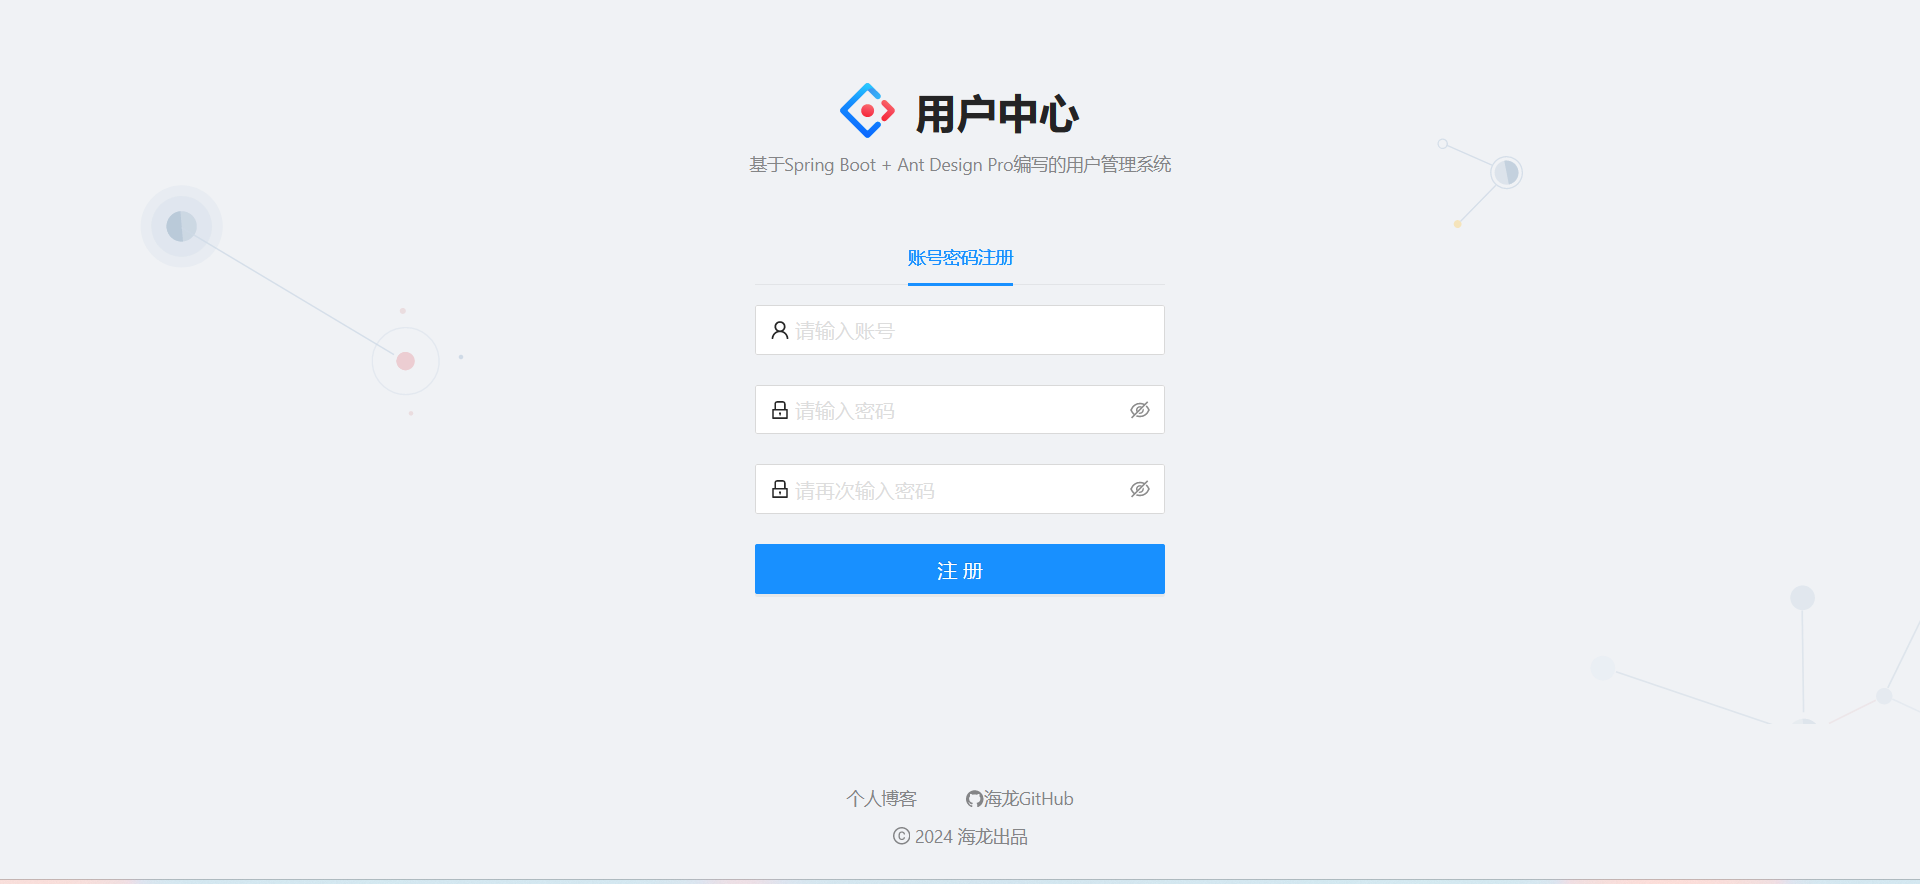 用户中心
基于Spring Boot + Ant Design Pro编写的用户管理系统
账号密码注册
请输入账号
请输入密码
请再次输入密码
注 册
个人博客 海龙GitHub
© 2024 海龙出品